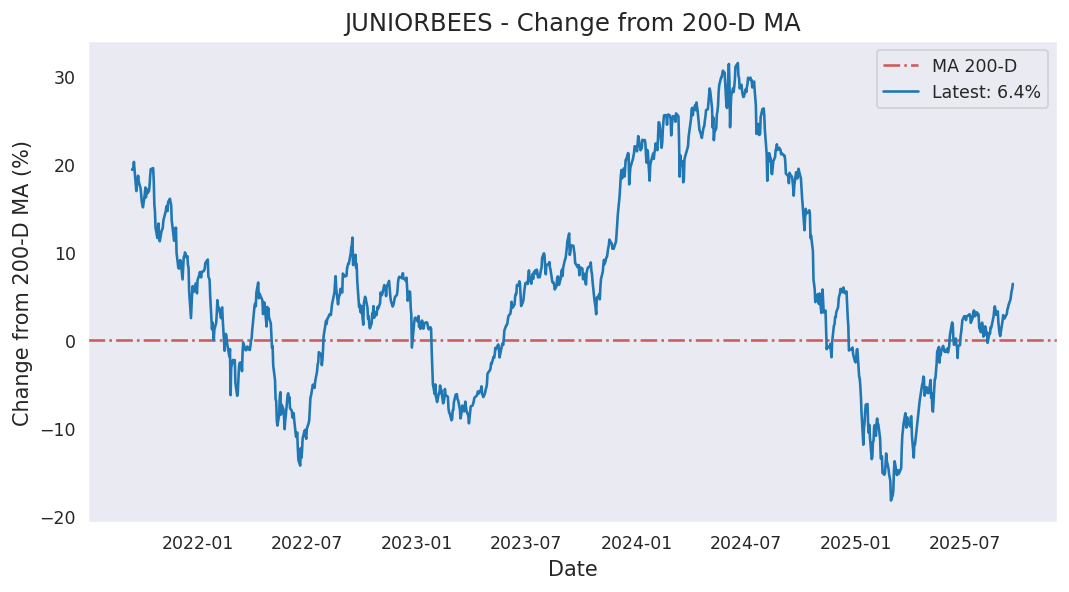 JUNIORBEES - Change from 200-D MA
MA 200-D
Latest: 6.4%
Change from 200-D MA (%)
30
20
10
0
−10
−20
2022-01
2022-07
2023-01
2023-07
2024-01
2024-07
2025-01
2025-07
Date